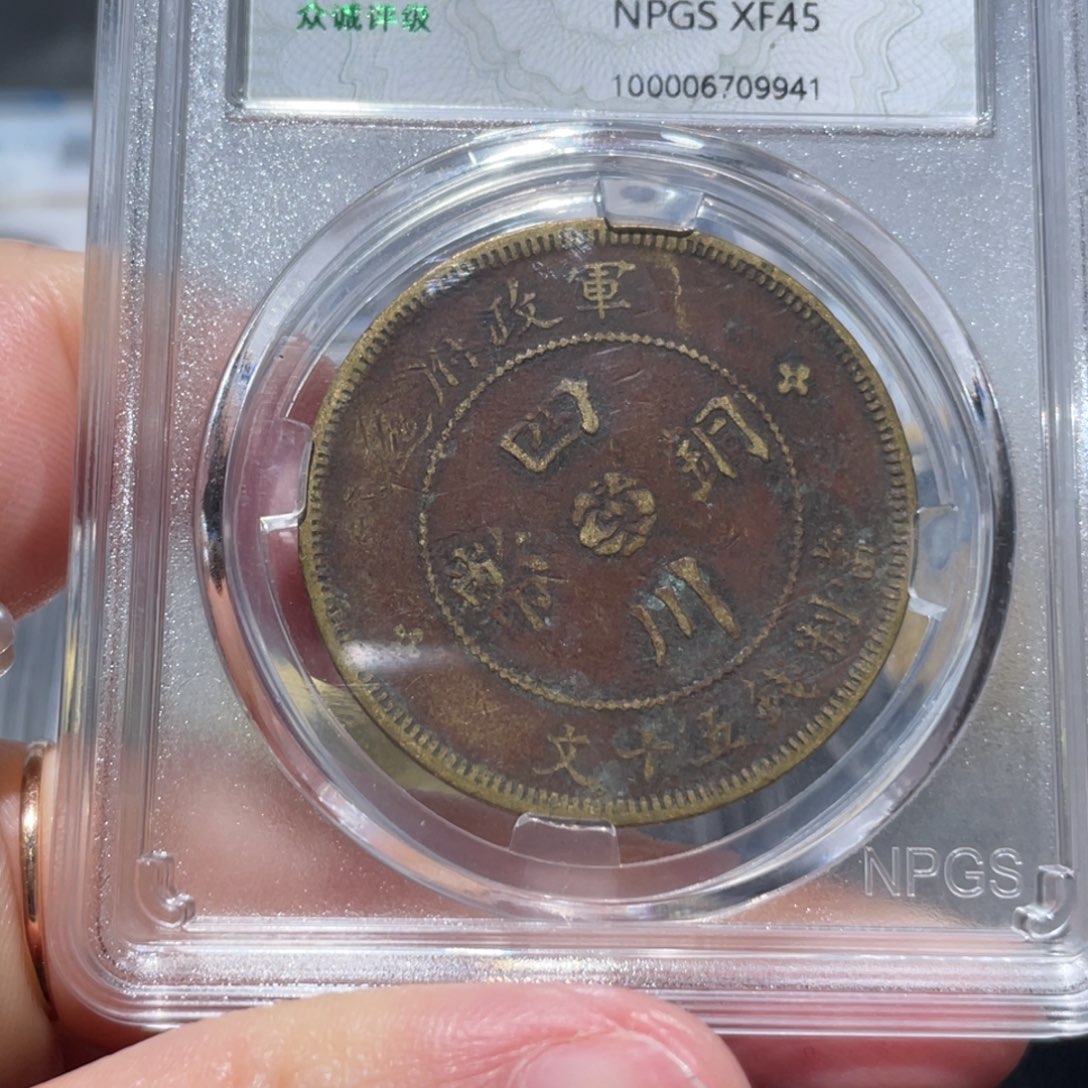 众诚评级
NPGS XF45
100006709941
軍政府造
四川銅幣
當制錢五十文
NPGS